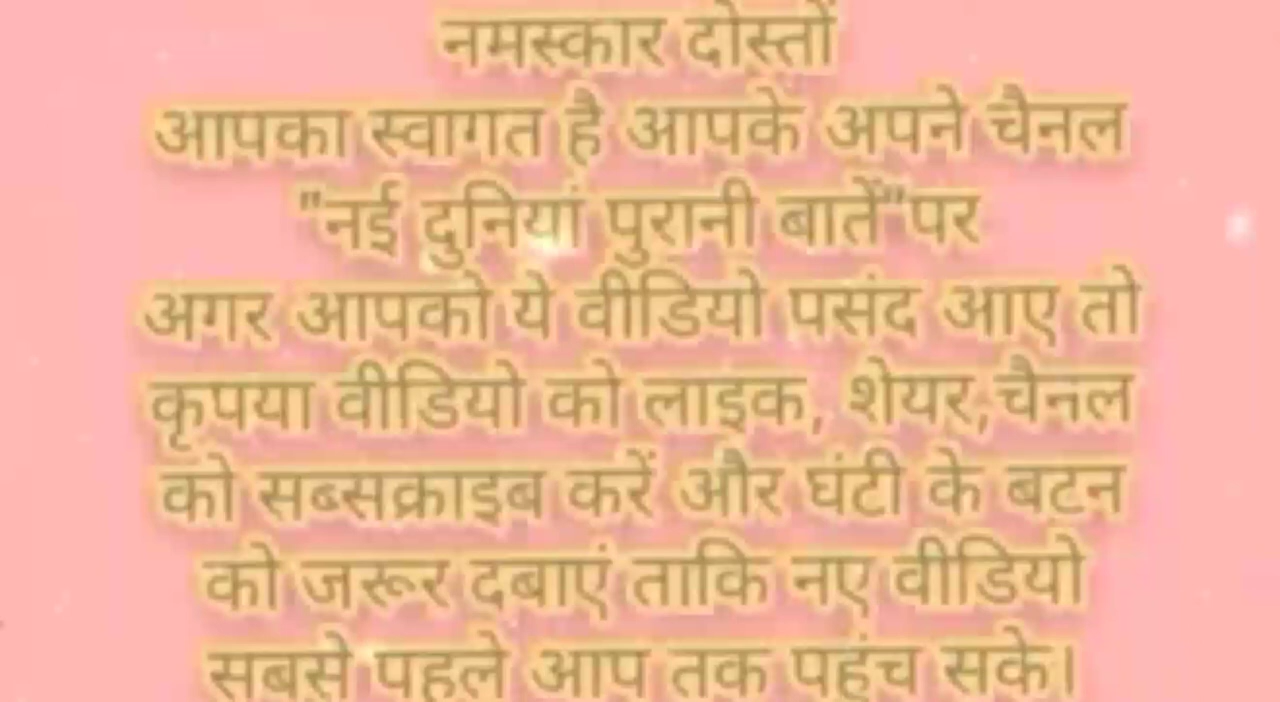 नमस्कार दोस्तों
आपका स्वागत है आपके अपने चैनल
"नई दुनियां पुरानी बातें"पर
अगर आपको ये वीडियो पसंद आए तो
कृपया वीडियो को लाइक, शेयर,चैनल
को सब्सक्राइब करें और घंटी के बटन
को जरूर दबाएं ताकि नए वीडियो
सबसे पहले आप तक पहुंच सके।